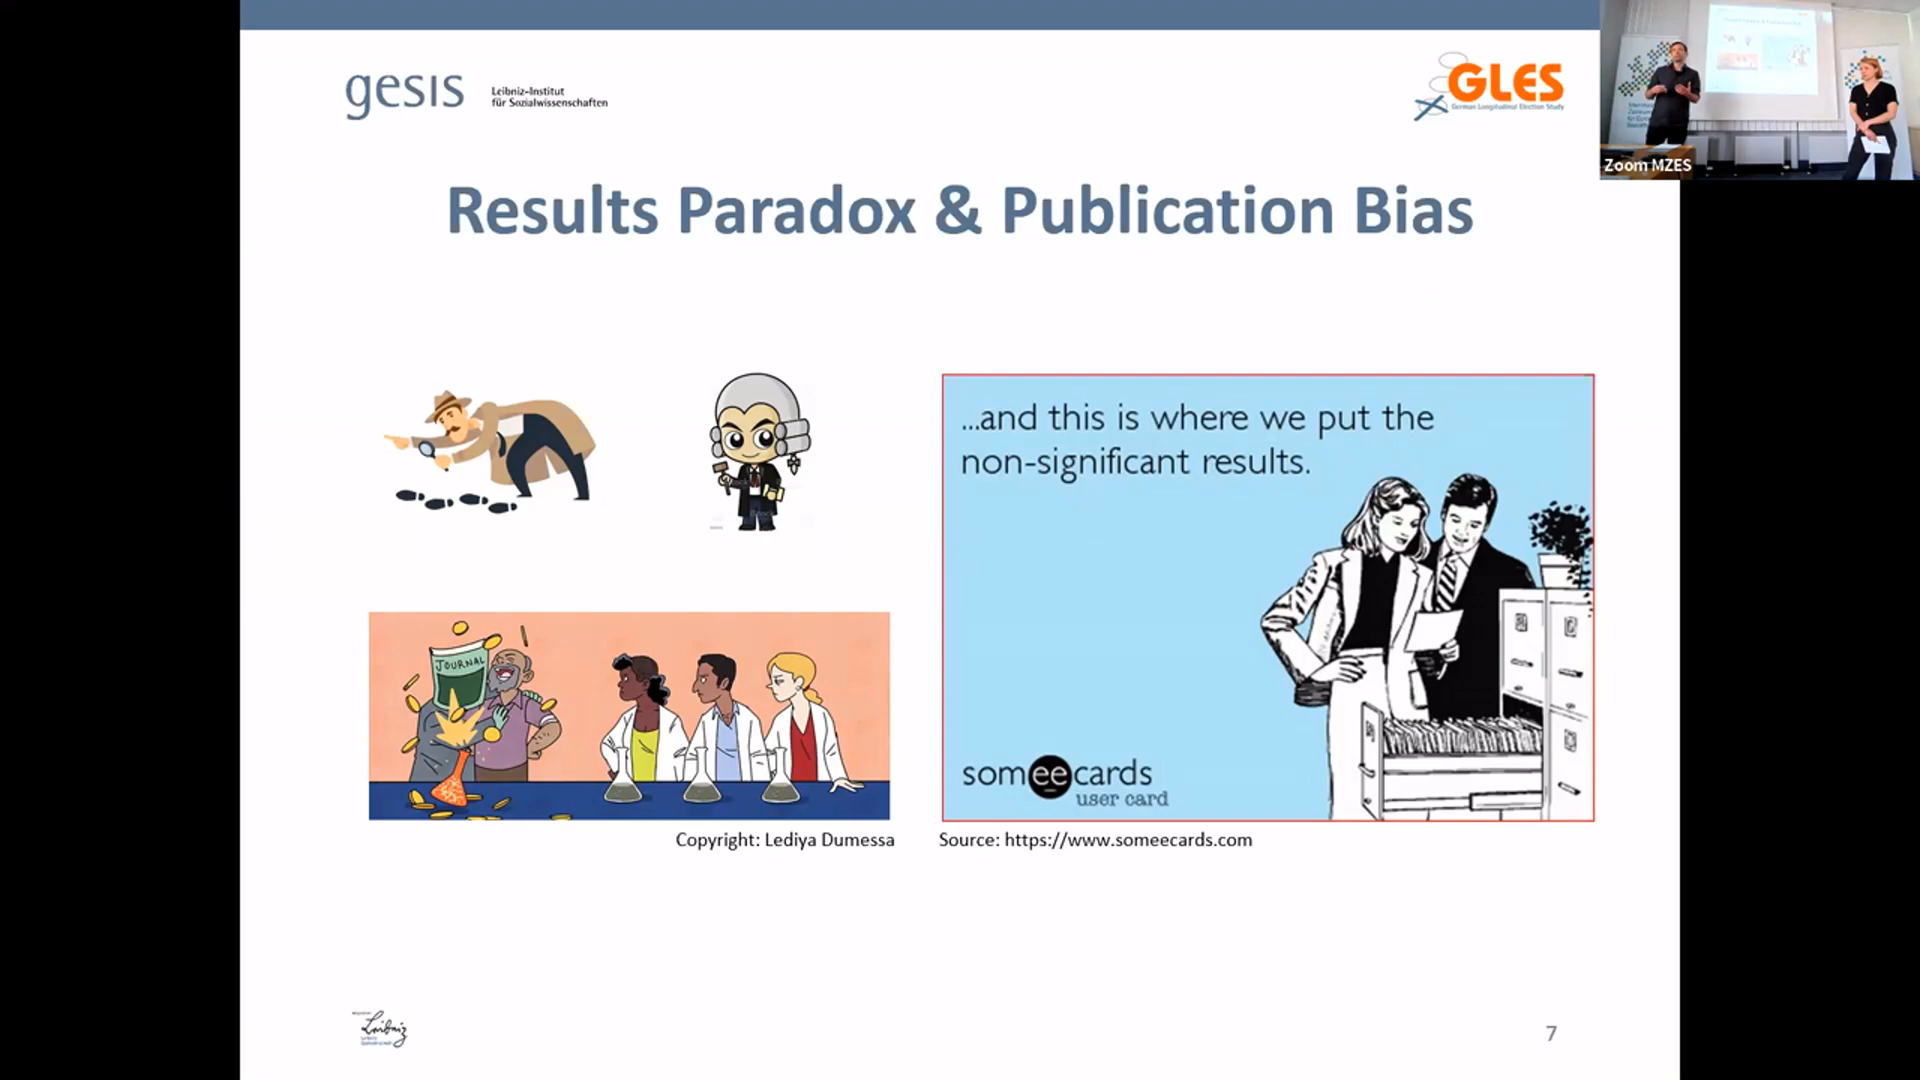 gesis
Leibniz-Institut
für Sozialwissenschaften
GLES
German Longitudinal Election Study
Zoom MZES
Results Paradox & Publication Bias
...and this is where we put the
non-significant results.
JOURNAL
someecards
user card
Copyright: Lediya Dumessa
Source: https://www.someecards.com
Leibniz
7